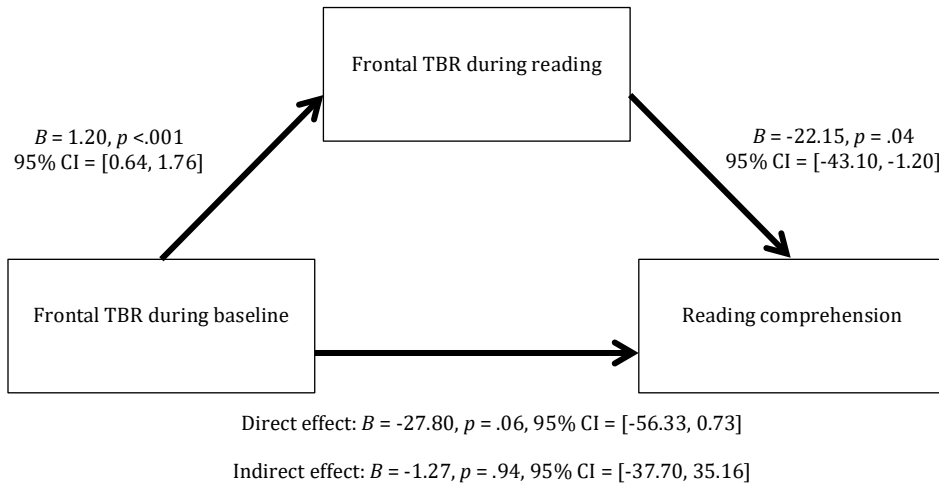 Frontal TBR during reading
B = 1.20, p <.001
95% CI = [0.64, 1.76]
B = -22.15, p = .04
95% CI = [-43.10, -1.20]
Frontal TBR during baseline
Reading comprehension
Direct effect: B = -27.80, p = .06, 95% CI = [-56.33, 0.73]
Indirect effect: B = -1.27, p = .94, 95% CI = [-37.70, 35.16]